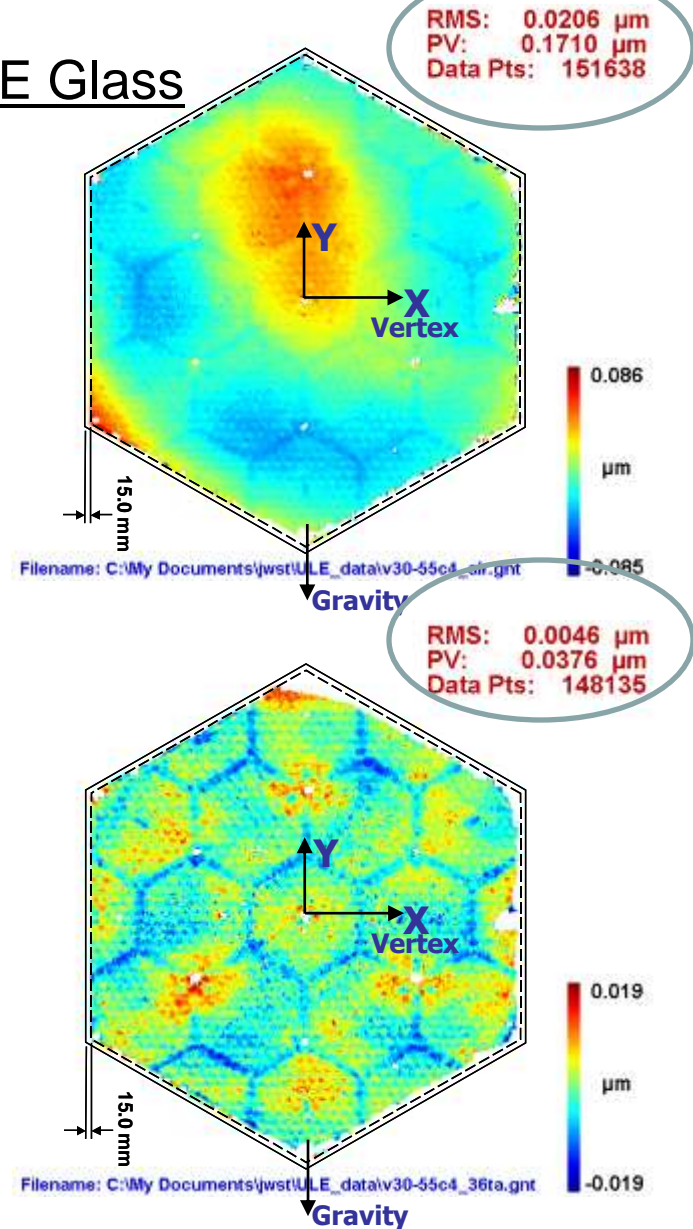 RMS: 0.0206 µm
PV: 0.1710 µm
Data Pts: 151638
E Glass
Y
X
Vertex
0.086
µm
-0.085
15.0 mm
Filename: C:\My Documents\jwst\ULE_data\v30-55c4_air.gnt
Gravity
RMS: 0.0046 µm
PV: 0.0376 µm
Data Pts: 148135
Y
X
Vertex
0.019
µm
-0.019
15.0 mm
Filename: C:\My Documents\jwst\ULE_data\v30-55c4_36ta.gnt
Gravity